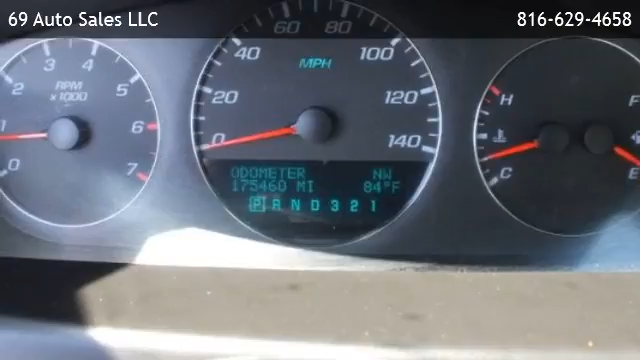 69 Auto Sales LLC
816-629-4658
0 1 2 3 4 5 6 7
RPM
x1000
0 20 40 60 80 100 120 140
MPH
ODOMETER NW
175460 MI 84°F
P R N D 3 2 1
H
C
F
E